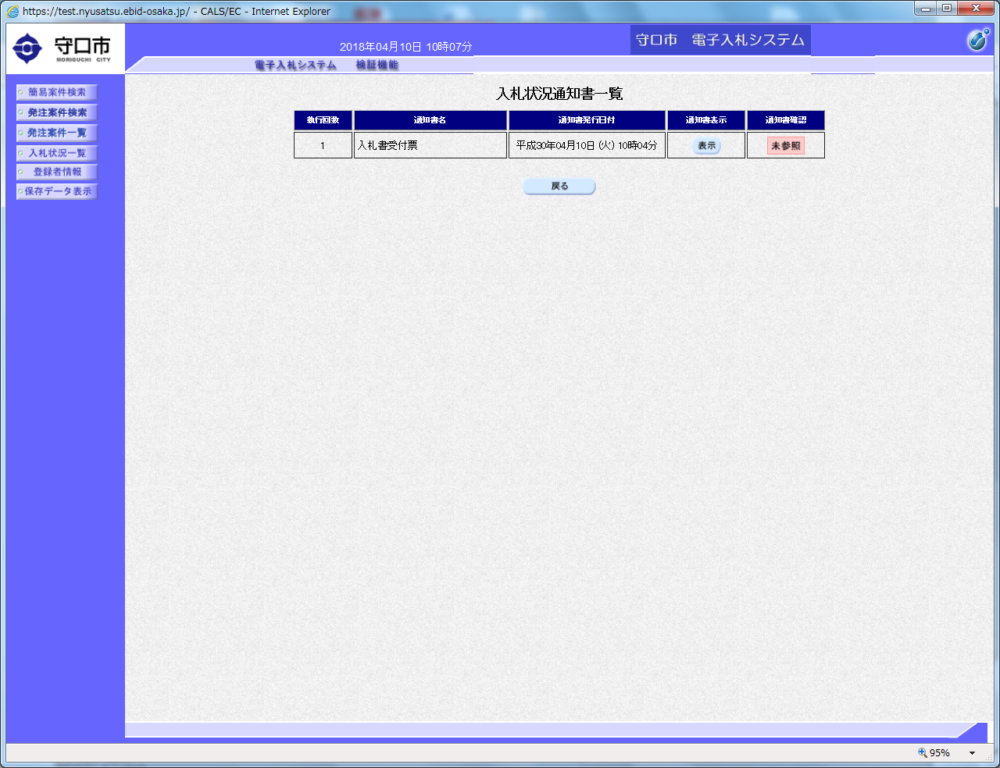 https://test.nyusatsu.ebid-osaka.jp/ - CALS/EC - Internet Explorer
守口市
MORIGUCHI CITY
2018年04月10日 10時07分
守口市 電子入札システム
電子入札システム 検証機能
簡易案件検索
発注案件検索
発注案件一覧
入札状況一覧
登録者情報
保存データ表示
入札状況通知書一覧
執行回数 通知書名 通知書発行日付 通知書表示 通知書確認
1 入札書受付票 平成30年04月10日 (火) 10時04分 表示 未参照
戻る
95%